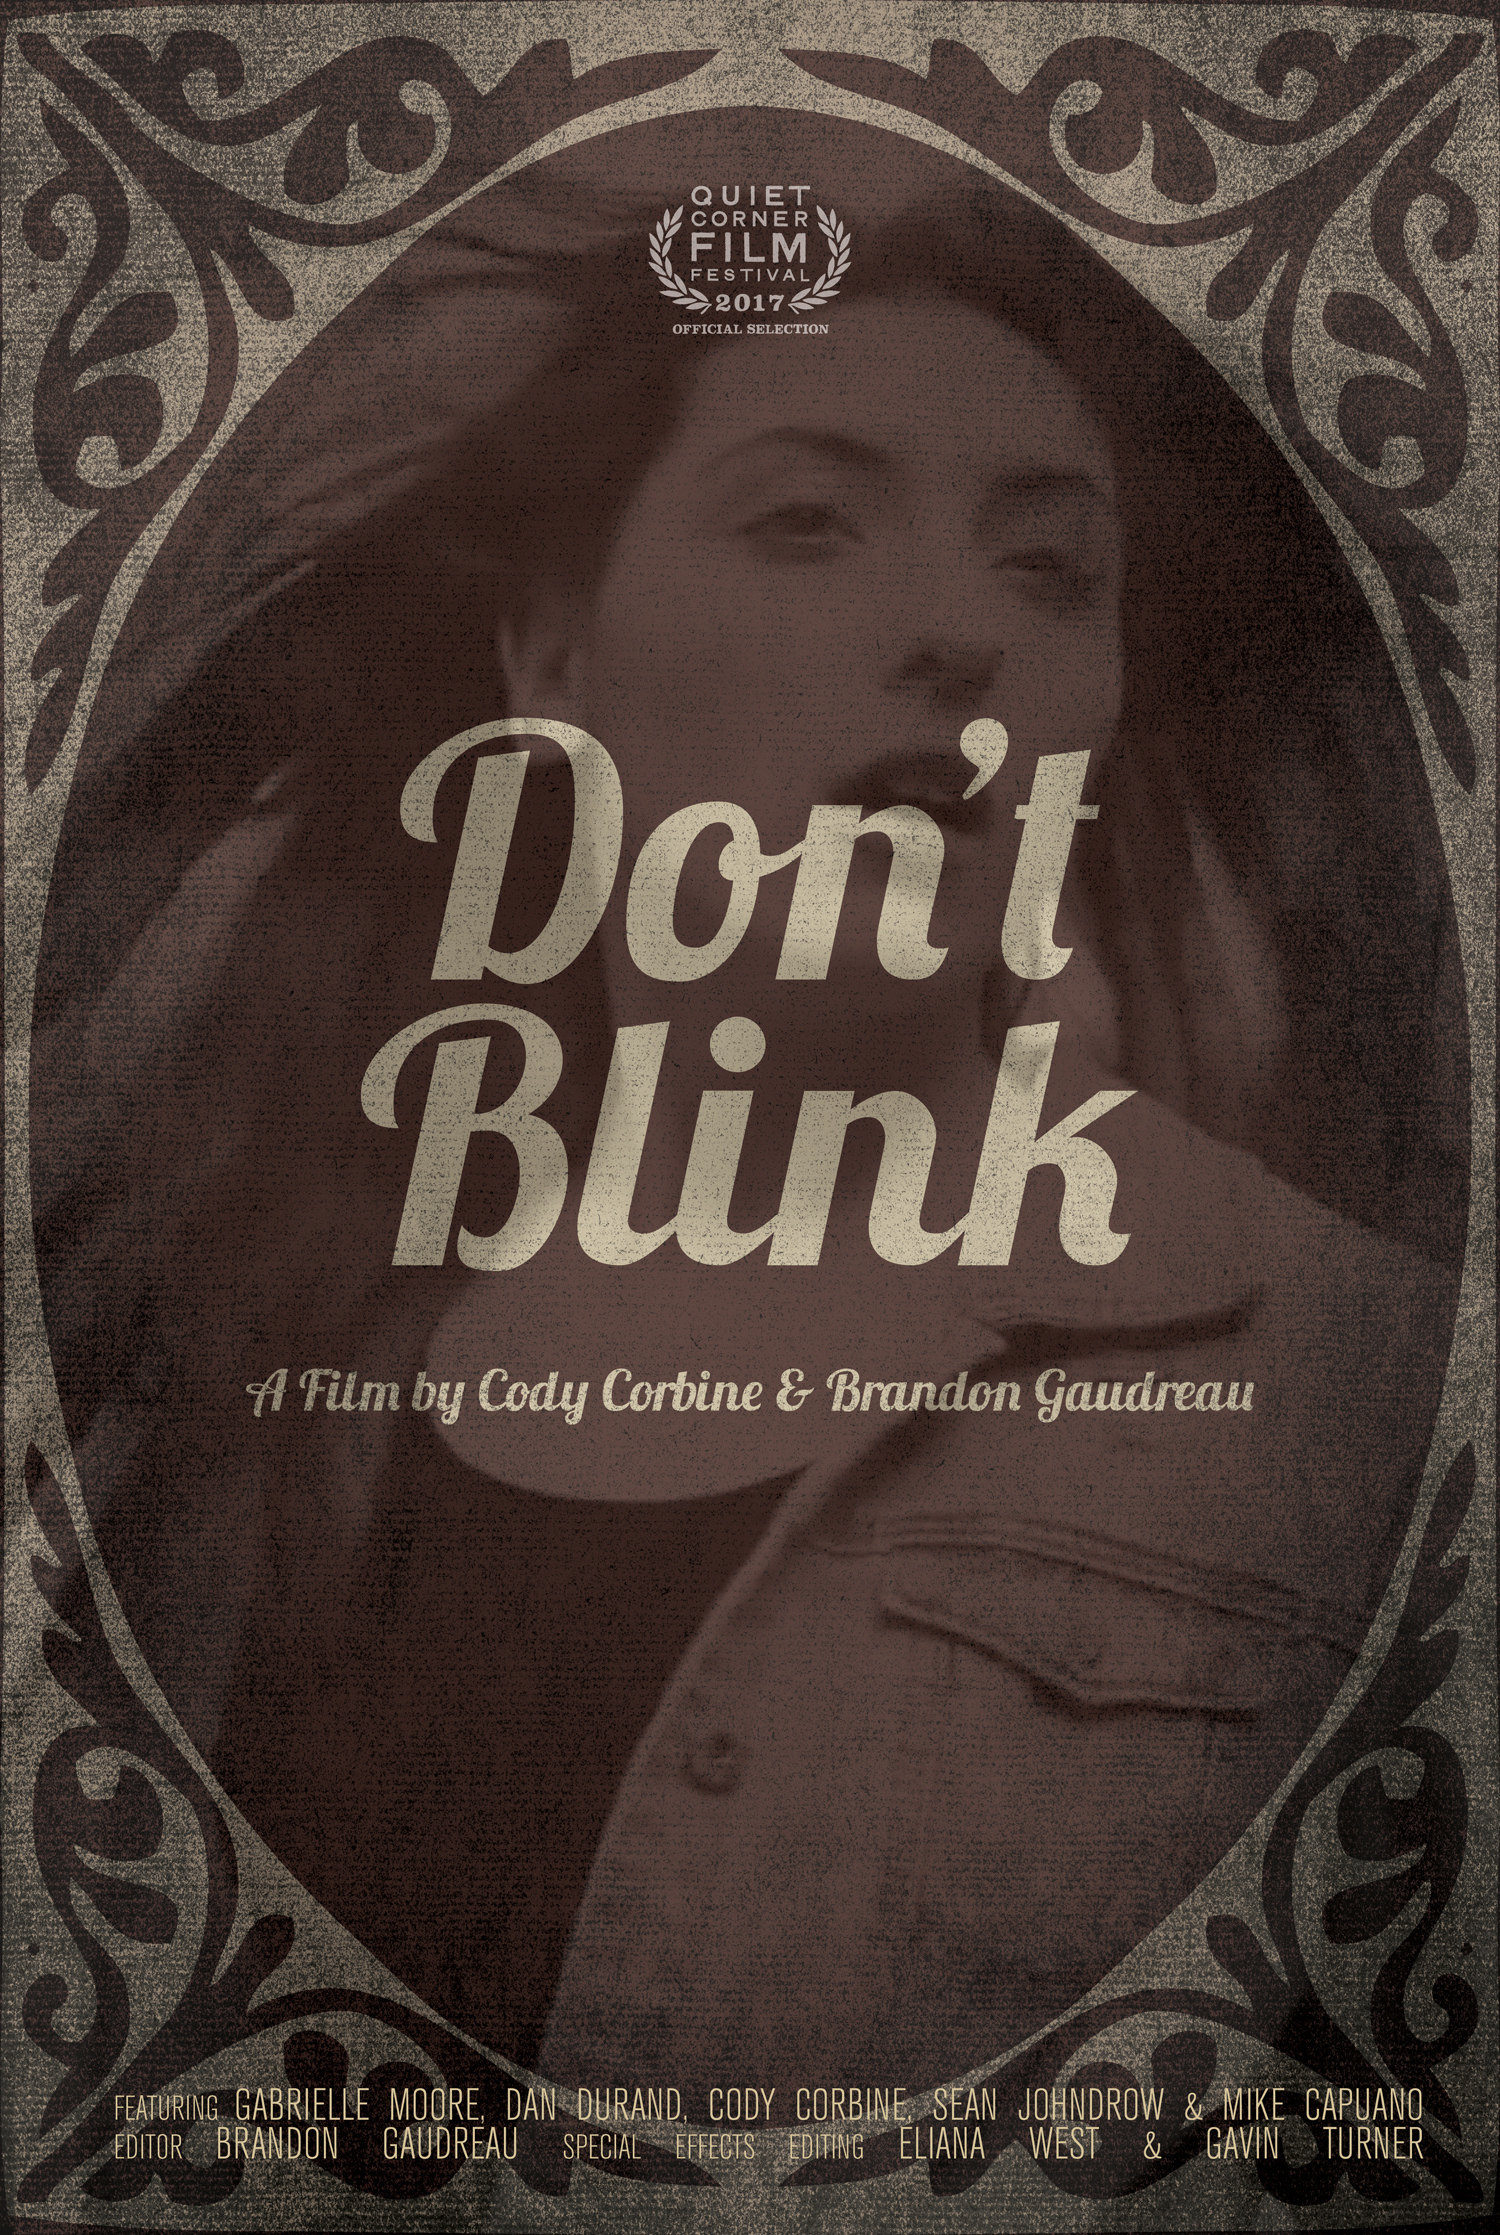 QUIET
CORNER
FILM
FESTIVAL
2017
OFFICIAL SELECTION
Don't
Blink
A Film by Cody Corbine & Brandon Gaudreau
FEATURING GABRIELLE MOORE, DAN DURAND, CODY CORBINE, SEAN JOHNDROW & MIKE CAPUANO
EDITOR BRANDON GAUDREAU SPECIAL EFFECTS EDITING ELIANA WEST & GAVIN TURNER